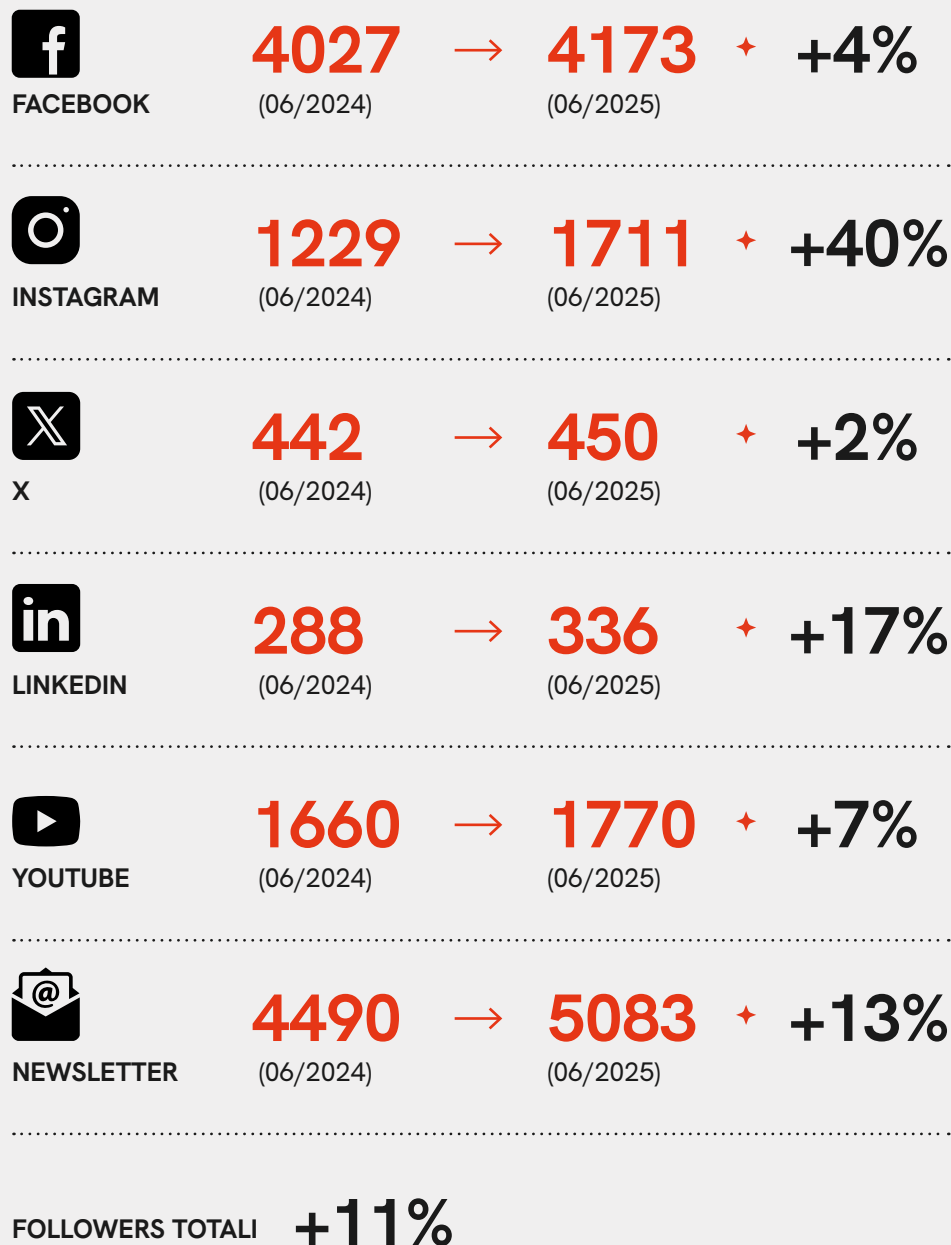 4027 → 4173 +4%
FACEBOOK (06/2024) (06/2025)
1229 → 1711 +40%
INSTAGRAM (06/2024) (06/2025)
442 → 450 +2%
X (06/2024) (06/2025)
in 288 → 336 +17%
LINKEDIN (06/2024) (06/2025)
1660 → 1770 +7%
YOUTUBE (06/2024) (06/2025)
4490 → 5083 +13%
NEWSLETTER (06/2024) (06/2025)
FOLLOWERS TOTALI +11%